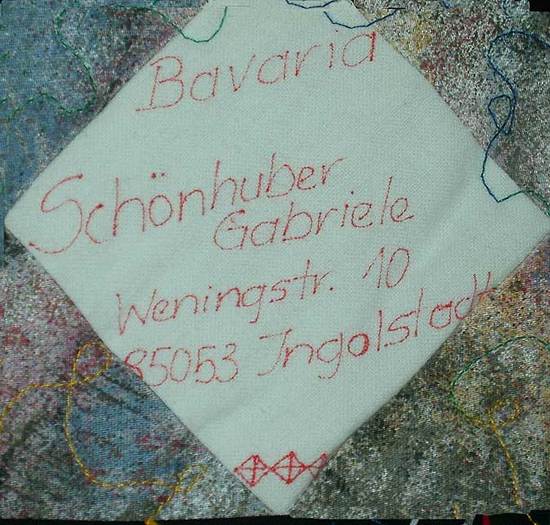 Bavaria
Schönhuber
Gabriele
Weningstr. 10
85053 Ingolstadt